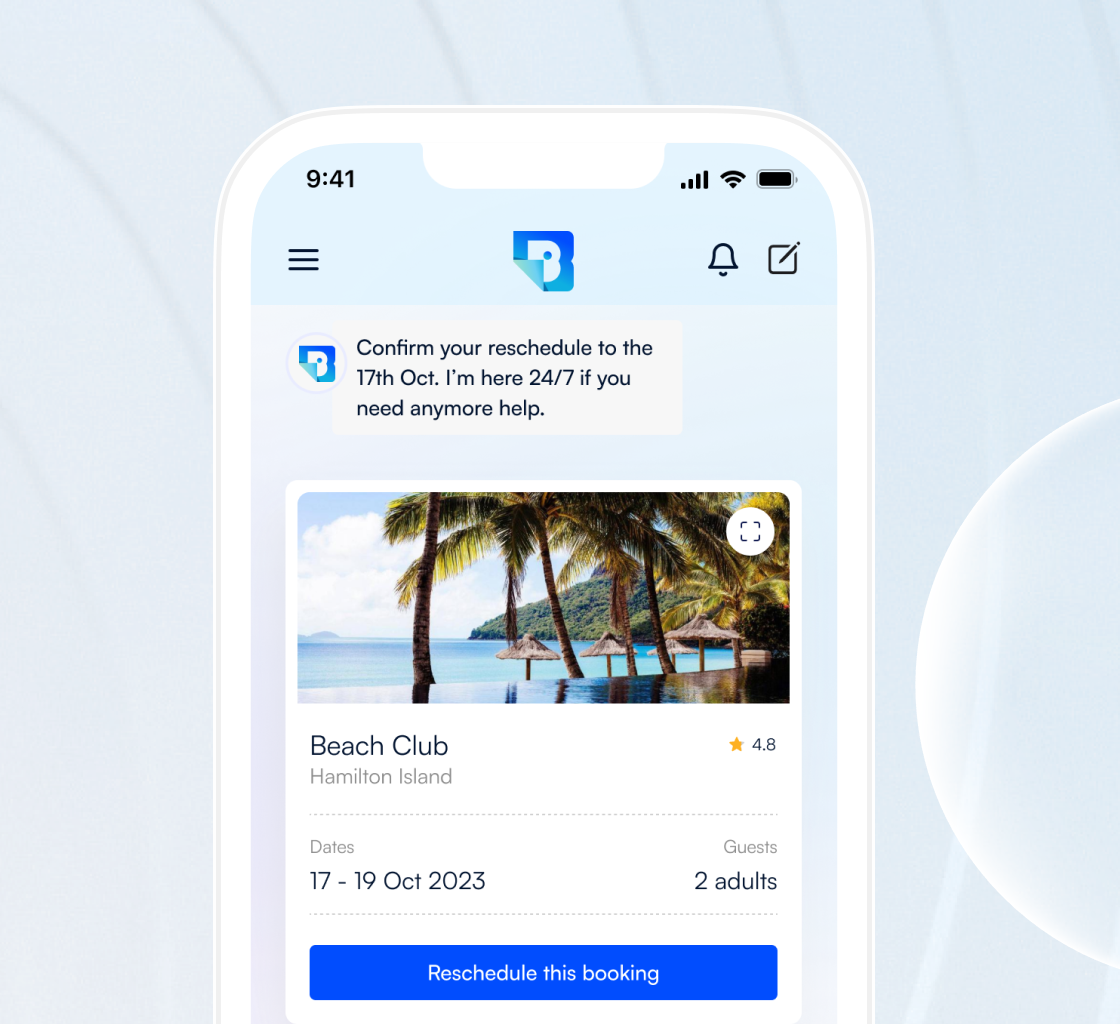 9:41
Confirm your reschedule to the
17th Oct. I'm here 24/7 if you
need anymore help.
Beach Club
4.8
Hamilton Island
Dates
Guests
17 - 19 Oct 2023
2 adults
Reschedule this booking